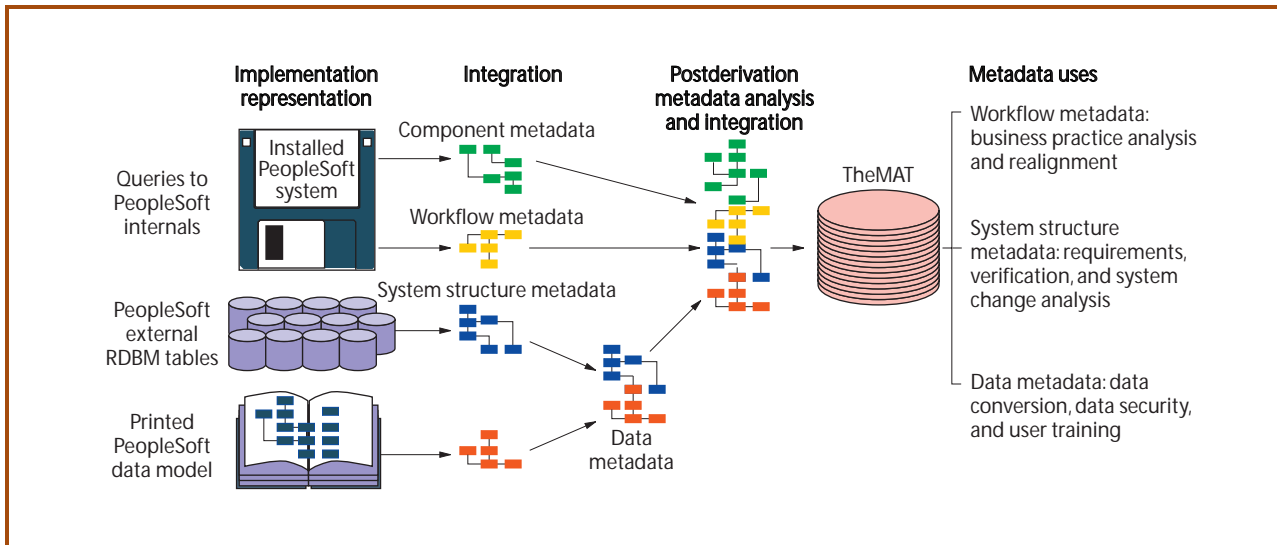 Implementation
representation
Integration
Postderivation
metadata analysis
and integration
Metadata uses
Queries to
PeopleSoft
internals
Installed
PeopleSoft
system
Component metadata
Workflow metadata
TheMAT
Workflow metadata:
business practice analysis
and realignment
PeopleSoft
external
RDBM tables
System structure metadata
System structure
metadata: requirements,
verification, and system
change analysis
Printed
PeopleSoft
data model
Data
metadata
Data metadata: data
conversion, data security,
and user training